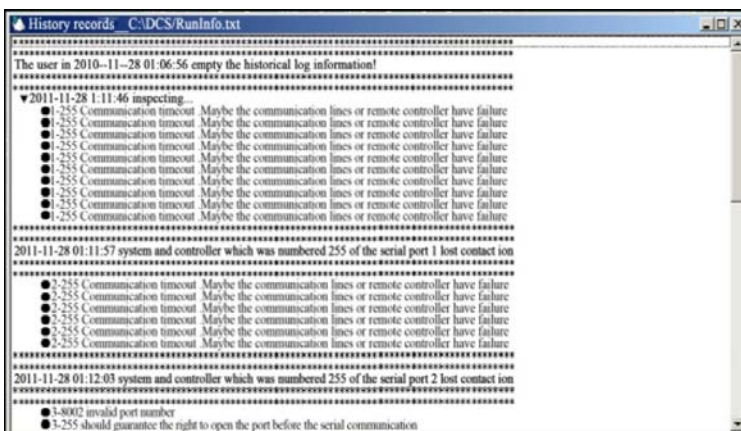 History records__C:\DCS/RunInfo.txt
The user in 2010--11--28 01:06:56 empty the historical log information!
▼2011-11-28 1:11:46 inspecting...
●1-255 Communication timeout .Maybe the communication lines or remote controller have failure
●1-255 Communication timeout .Maybe the communication lines or remote controller have failure
●1-255 Communication timeout .Maybe the communication lines or remote controller have failure
●1-255 Communication timeout .Maybe the communication lines or remote controller have failure
●1-255 Communication timeout .Maybe the communication lines or remote controller have failure
●1-255 Communication timeout .Maybe the communication lines or remote controller have failure
●1-255 Communication timeout .Maybe the communication lines or remote controller have failure
●1-255 Communication timeout .Maybe the communication lines or remote controller have failure
●1-255 Communication timeout .Maybe the communication lines or remote controller have failure
●1-255 Communication timeout .Maybe the communication lines or remote controller have failure
2011-11-28 01:11:57 system and controller which was numbered 255 of the serial port 1 lost contact ion
●2-255 Communication timeout .Maybe the communication lines or remote controller have failure
●2-255 Communication timeout .Maybe the communication lines or remote controller have failure
●2-255 Communication timeout .Maybe the communication lines or remote controller have failure
●2-255 Communication timeout .Maybe the communication lines or remote controller have failure
●2-255 Communication timeout .Maybe the communication lines or remote controller have failure
●2-255 Communication timeout .Maybe the communication lines or remote controller have failure
2011-11-28 01:12:03 system and controller which was numbered 255 of the serial port 2 lost contact ion
●3-8002 invalid port number
●3-255 should guarantee the right to open the port before the serial communication